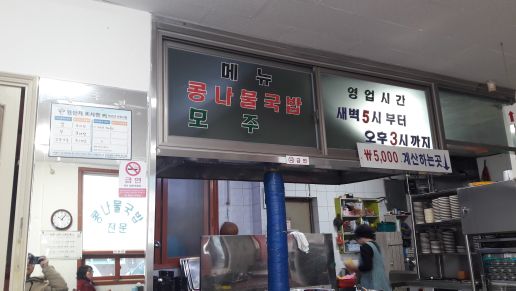 메 뉴
콩나물국밥
모 주
영 업 시 간
새벽5시 부터
오후3시까지
₩5,000 계산하는곳↓
금연
금연
콩나물국밥
전문